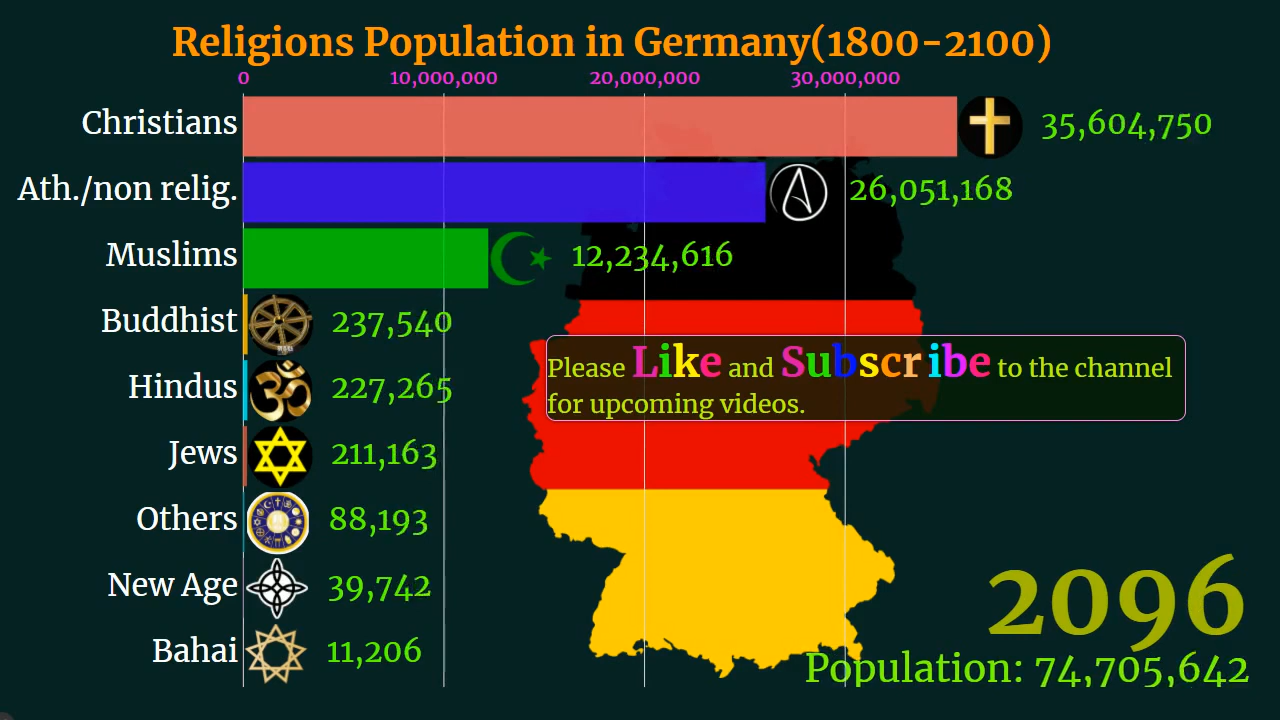 Religions Population in Germany(1800-2100)
0 10,000,000 20,000,000 30,000,000
Christians 35,604,750
Ath./non relig. 26,051,168
Muslims 12,234,616
Buddhist 237,540
Please Like and Subscribe to the channel
for upcoming videos.
Hindus 227,265
Jews 211,163
Others 88,193
New Age 39,742
2096
Bahai 11,206
Population: 74,705,642